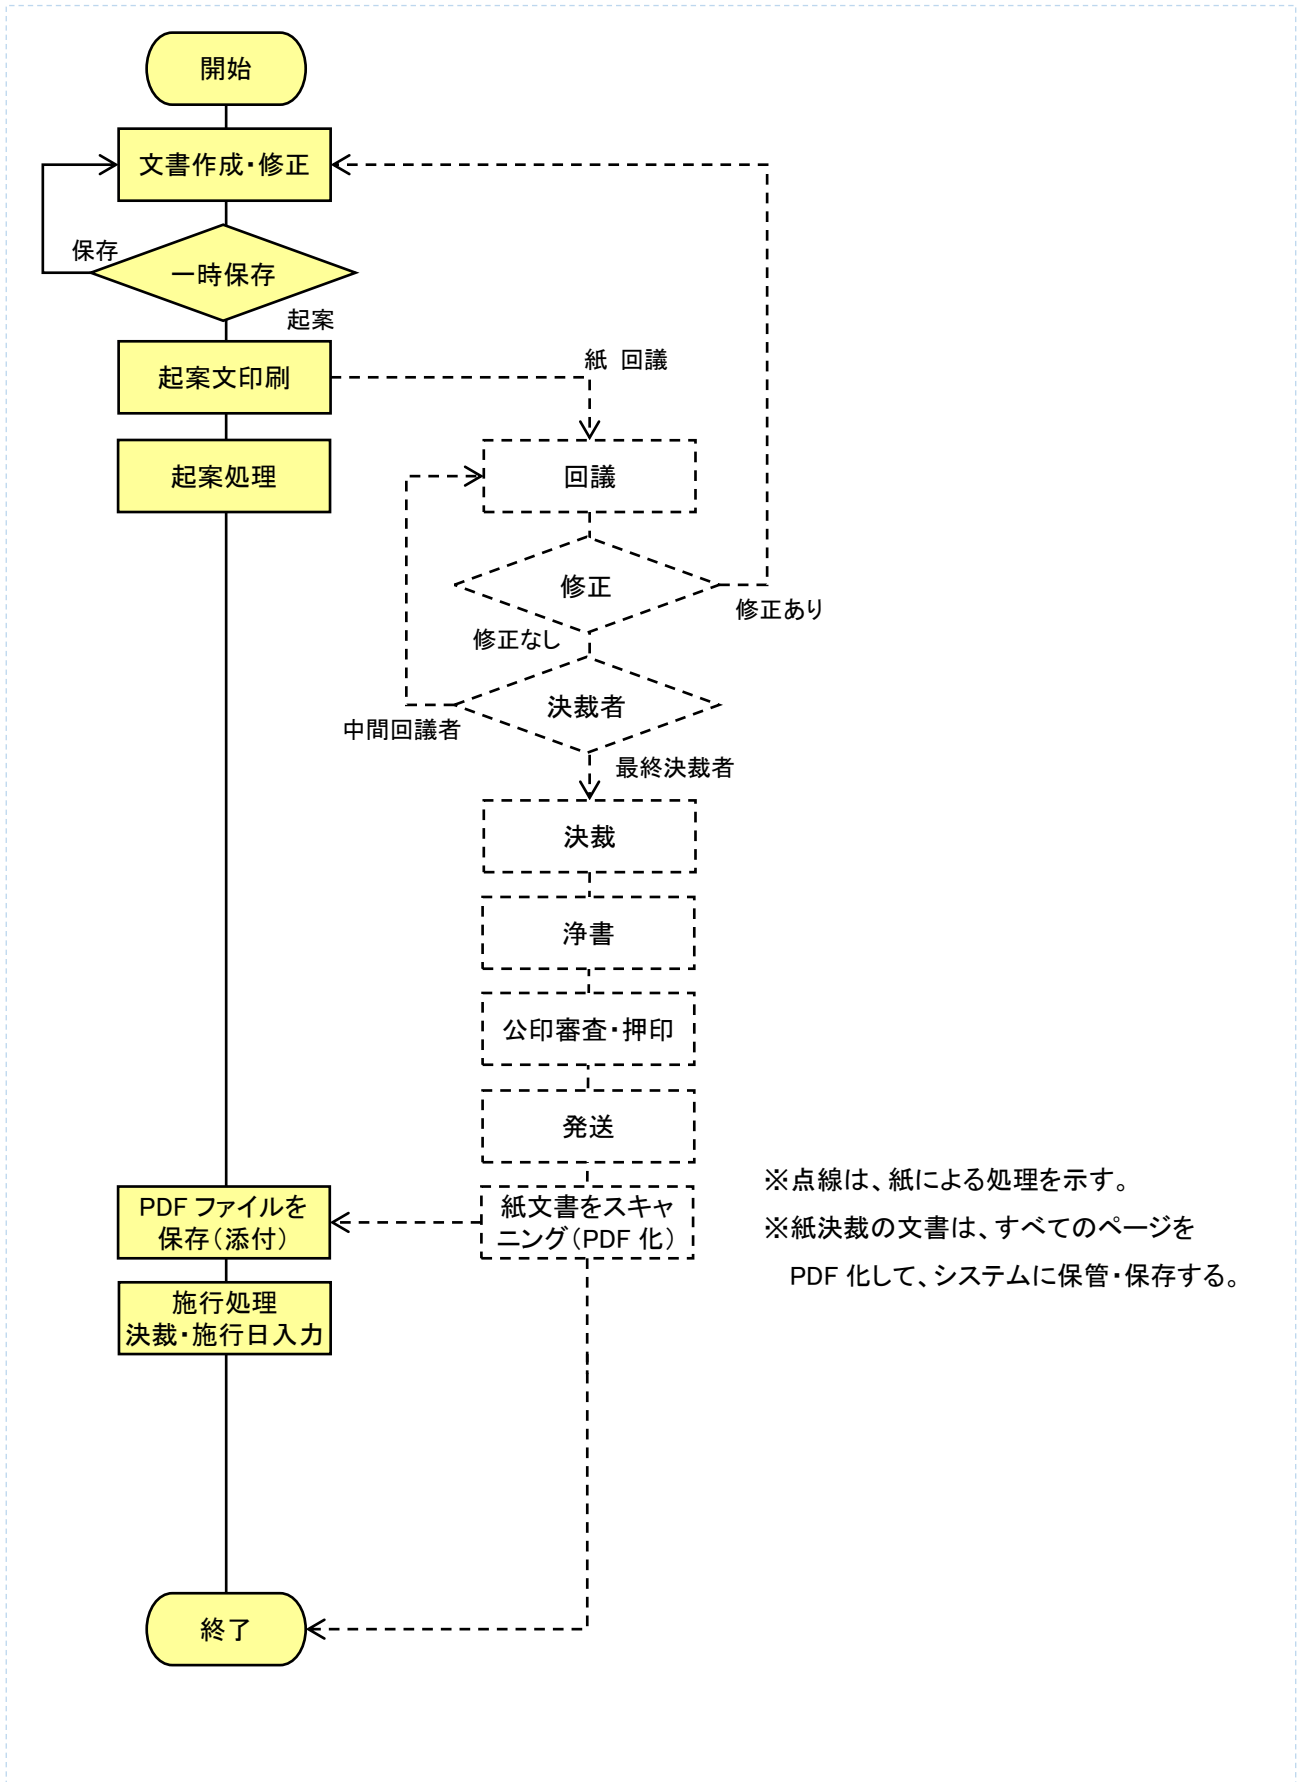 開始
文書作成・修正
保存
一時保存
起案
起案文印刷
紙　回議
起案処理
回議
修正
修正あり
修正なし
決裁者
中間回議者
最終決裁者
決裁
浄書
公印審査・押印
発送
PDF ファイルを
保存（添付）
紙文書をスキャ
ニング（PDF 化）
※点線は、紙による処理を示す。
※紙決裁の文書は、すべてのページを
PDF 化して、システムに保管・保存する。
施行処理
決裁・施行日入力
終了